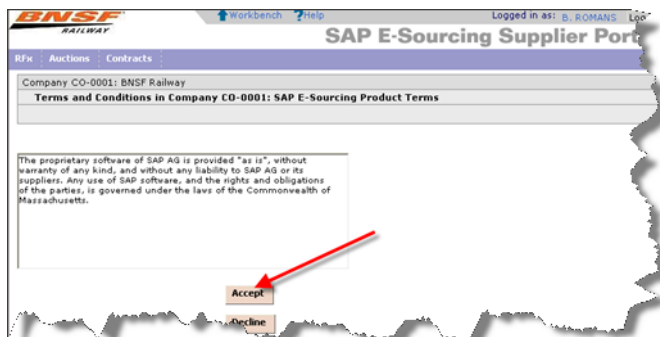 BNSF
RAILWAY
Workbench ?Help Logged in as: B. ROMANS
SAP E-Sourcing Supplier
RFx Auctions Contracts
Company CO-0001: BNSF Railway
Terms and Conditions in Company CO-0001: SAP E-Sourcing Product Terms
The proprietary software of SAP AG is provided "as is", without
warranty of any kind, and without any liability to SAP AG or its
suppliers. Any use of SAP software, and the rights and obligations
of the parties, is governed under the laws of the Commonwealth of
Massachusetts.
Accept
Decline